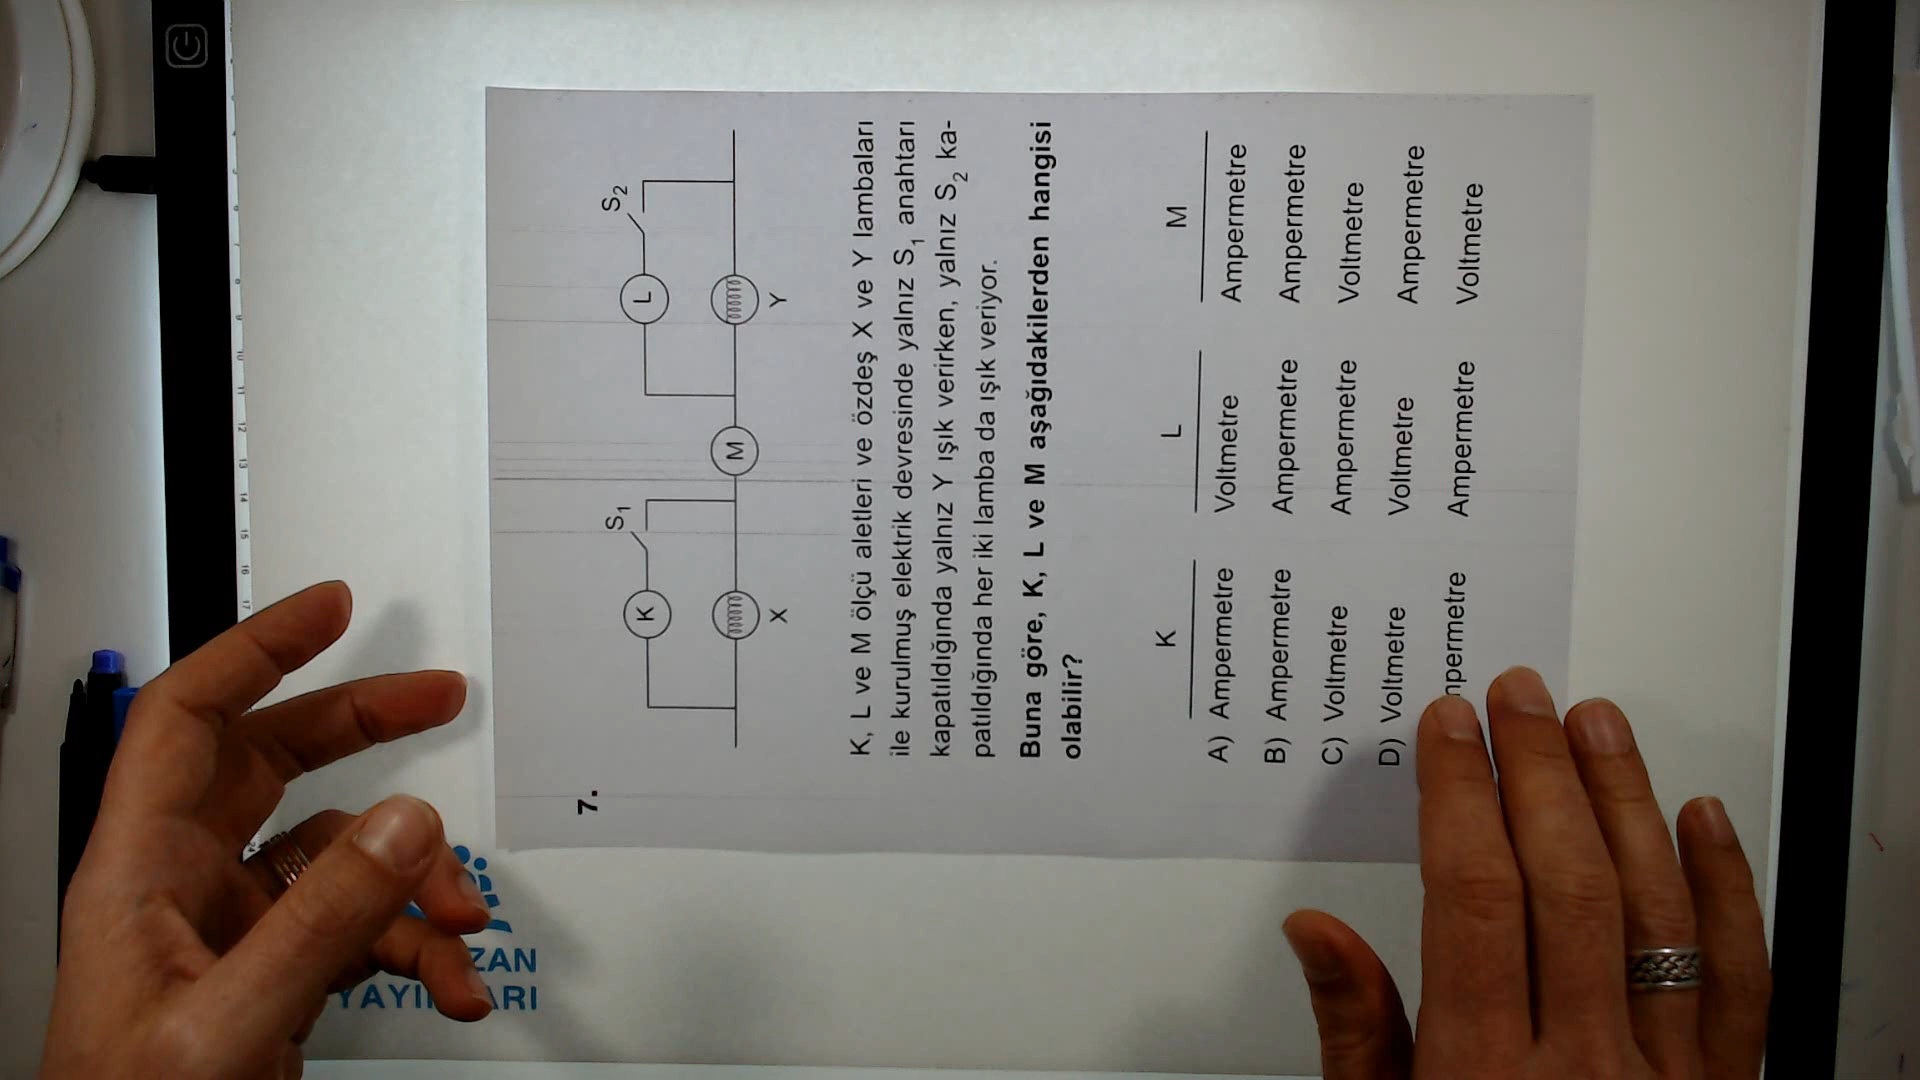 7.
S₁
S₂
K
L
M
X
Y
K, L ve M ölçü aletleri ve özdeş X ve Y lambaları
ile kurulmuş elektrik devresinde yalnız S₁ anahtarı
kapatıldığında yalnız Y ışık verirken, yalnız S₂ ka-
patıldığında her iki lamba da ışık veriyor.
Buna göre, K, L ve M aşağıdakilerden hangisi
olabilir?
K L M
A) Ampermetre Voltmetre Ampermetre
B) Ampermetre Ampermetre Ampermetre
C) Voltmetre Ampermetre Voltmetre
D) Voltmetre Voltmetre Ampermetre
mpermetre Ampermetre Voltmetre
ZAN
YAYI ARI